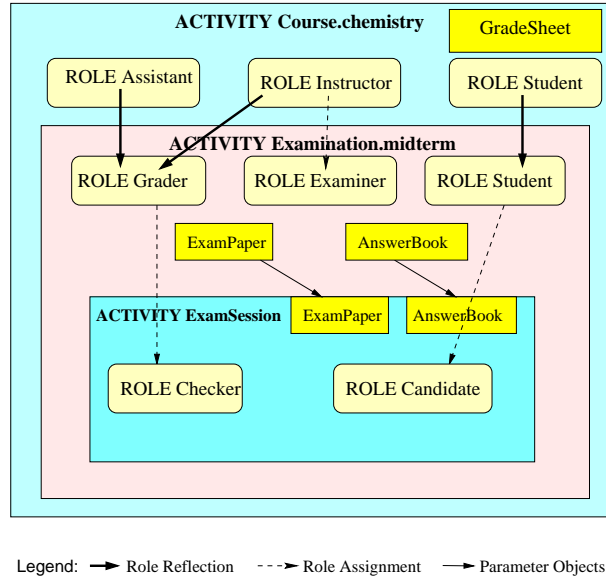 ACTIVITY Course.chemistry
GradeSheet
ROLE Assistant
ROLE Instructor
ROLE Student
ACTIVITY Examination.midterm
ROLE Grader
ROLE Examiner
ROLE Student
ExamPaper
AnswerBook
ACTIVITY ExamSession
ExamPaper
AnswerBook
ROLE Checker
ROLE Candidate
Legend: Role Reflection Role Assignment Parameter Objects